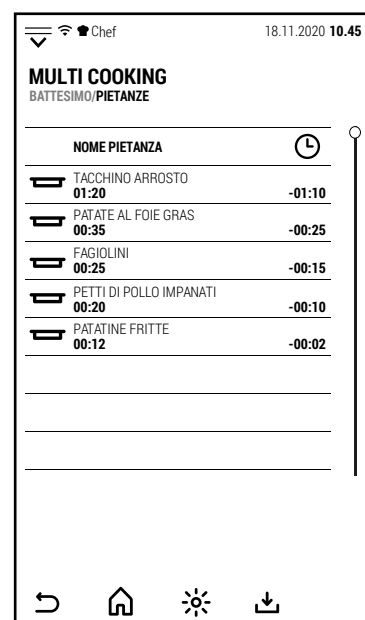 Chef 18.11.2020 10.45
MULTI COOKING
BATTESIMO/PIETANZE
NOME PIETANZA
TACCHINO ARROSTO
01:20 -01:10
PATATE AL FOIE GRAS
00:35 -00:25
FAGIOLINI
00:25 -00:15
PETTI DI POLLO IMPANATI
00:20 -00:10
PATATINE FRITTE
00:12 -00:02